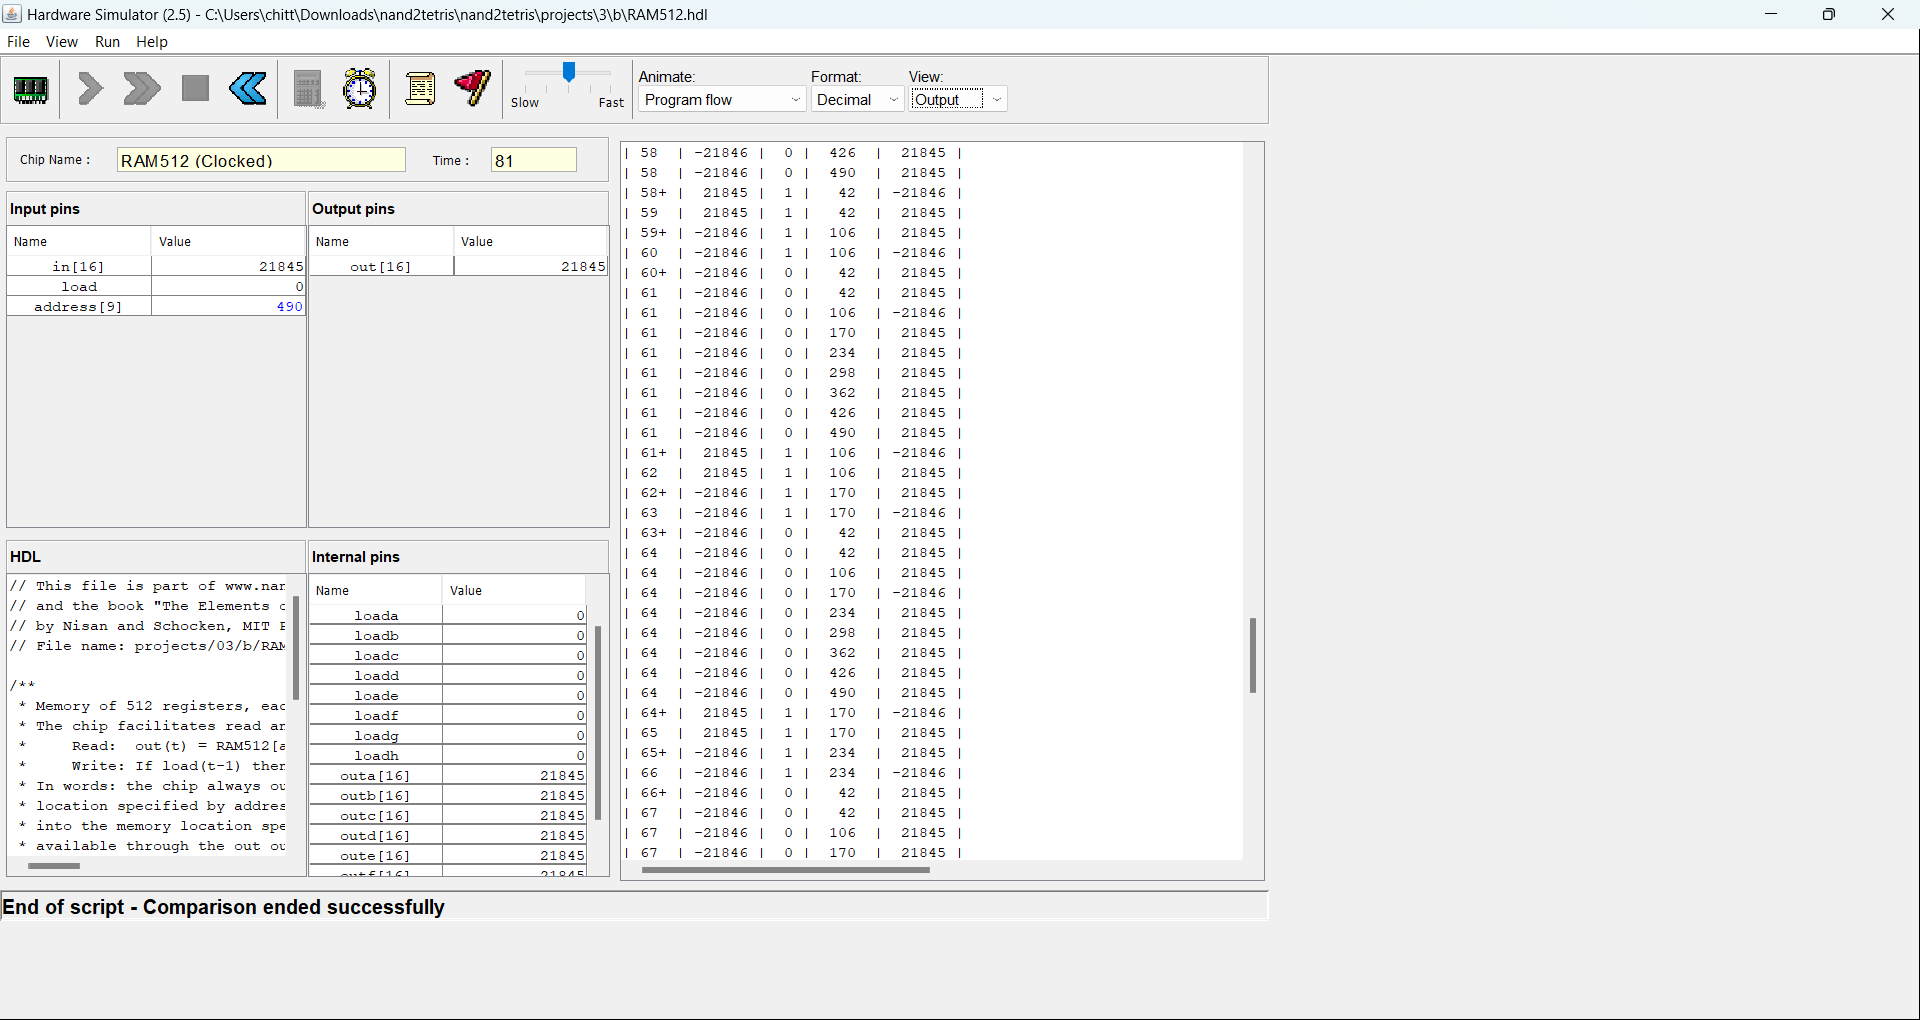 Hardware Simulator (2.5) - C:\Users\chitt\Downloads\nand2tetris\nand2tetris\projects\3\b\RAM512.hdl
File View Run Help
Slow Fast
Animate: Format: View:
Program flow Decimal Output
Chip Name : RAM512 (Clocked) Time : 81
Input pins
Name Value
in[16] 21845
load 0
address[9] 490
Output pins
Name Value
out[16] 21845
HDL
// This file is part of www.nan
// and the book "The Elements o
// by Nisan and Schocken, MIT P
// File name: projects/03/b/RAM
/**
* Memory of 512 registers, eac
* The chip facilitates read an
* Read: out(t) = RAM512[a
* Write: If load(t-1) then
* In words: the chip always ou
* location specified by addres
* into the memory location spe
* available through the out ou
Internal pins
Name Value
loada 0
loadb 0
loadc 0
loadd 0
loade 0
loadf 0
loadg 0
loadh 0
outa[16] 21845
outb[16] 21845
outc[16] 21845
outd[16] 21845
oute[16] 21845
outf[16] 21845
| 58 | -21846 | 0 | 426 | 21845 |
| 58 | -21846 | 0 | 490 | 21845 |
| 58+ | 21845 | 1 | 42 | -21846 |
| 59 | 21845 | 1 | 42 | 21845 |
| 59+ | -21846 | 1 | 106 | 21845 |
| 60 | -21846 | 1 | 106 | -21846 |
| 60+ | -21846 | 0 | 42 | 21845 |
| 61 | -21846 | 0 | 42 | 21845 |
| 61 | -21846 | 0 | 106 | -21846 |
| 61 | -21846 | 0 | 170 | 21845 |
| 61 | -21846 | 0 | 234 | 21845 |
| 61 | -21846 | 0 | 298 | 21845 |
| 61 | -21846 | 0 | 362 | 21845 |
| 61 | -21846 | 0 | 426 | 21845 |
| 61 | -21846 | 0 | 490 | 21845 |
| 61+ | 21845 | 1 | 106 | -21846 |
| 62 | 21845 | 1 | 106 | 21845 |
| 62+ | -21846 | 1 | 170 | 21845 |
| 63 | -21846 | 1 | 170 | -21846 |
| 63+ | -21846 | 0 | 42 | 21845 |
| 64 | -21846 | 0 | 42 | 21845 |
| 64 | -21846 | 0 | 106 | 21845 |
| 64 | -21846 | 0 | 170 | -21846 |
| 64 | -21846 | 0 | 234 | 21845 |
| 64 | -21846 | 0 | 298 | 21845 |
| 64 | -21846 | 0 | 362 | 21845 |
| 64 | -21846 | 0 | 426 | 21845 |
| 64 | -21846 | 0 | 490 | 21845 |
| 64+ | 21845 | 1 | 170 | -21846 |
| 65 | 21845 | 1 | 170 | 21845 |
| 65+ | -21846 | 1 | 234 | 21845 |
| 66 | -21846 | 1 | 234 | -21846 |
| 66+ | -21846 | 0 | 42 | 21845 |
| 67 | -21846 | 0 | 42 | 21845 |
| 67 | -21846 | 0 | 106 | 21845 |
| 67 | -21846 | 0 | 170 | 21845 |
End of script - Comparison ended successfully